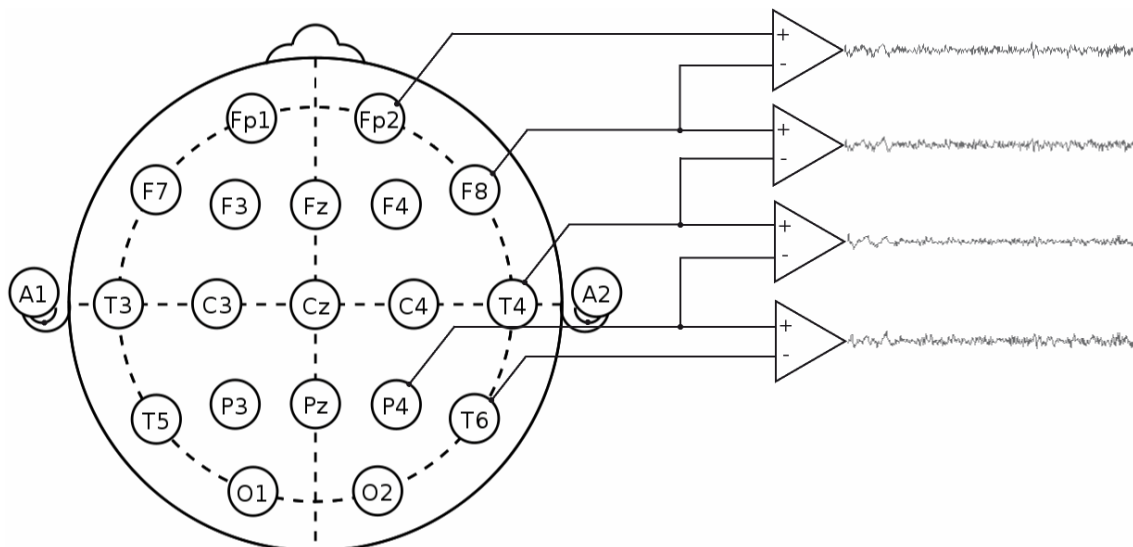 Fp1 Fp2
F7 F3 Fz F4 F8
A1 T3 C3 Cz C4 T4 A2
T5 P3 Pz P4 T6
O1 O2
+
-
+
-
+
-
+
-